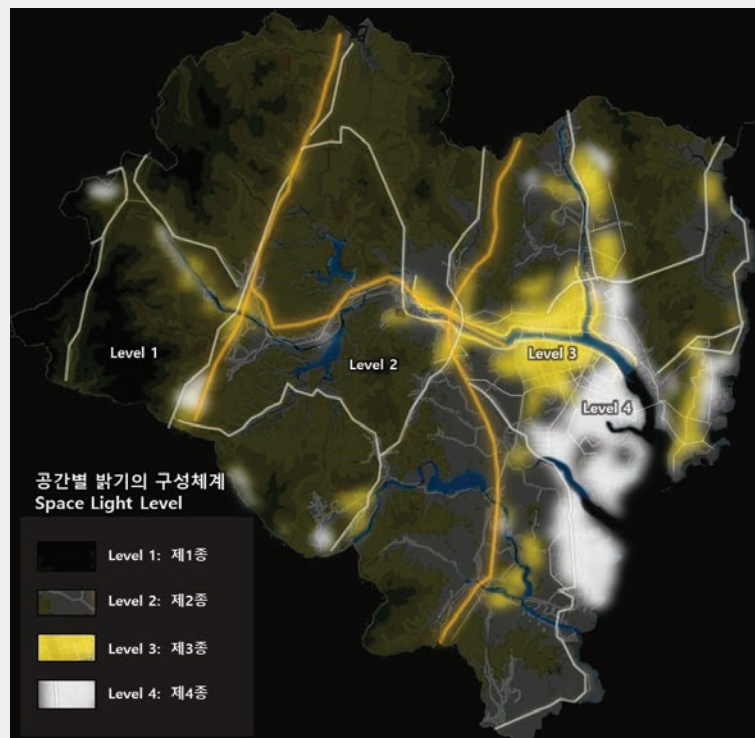 Level 1
Level 2
Level 3
Level 4
공간별 밝기의 구성체계
Space Light Level
Level 1: 제1종
Level 2: 제2종
Level 3: 제3종
Level 4: 제4종